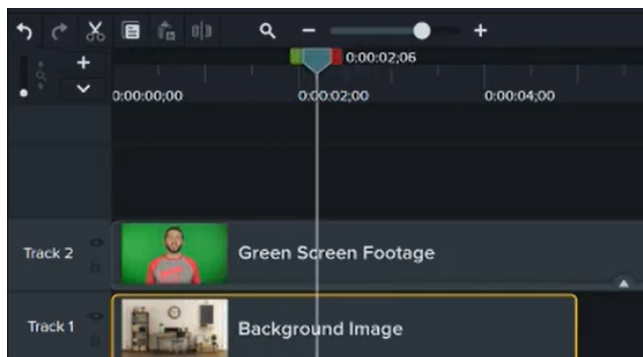 0:00:02;06
0:00:00;00
0:00:02;00
0:00:04;00
Track 2
Green Screen Footage
Track 1
Background Image